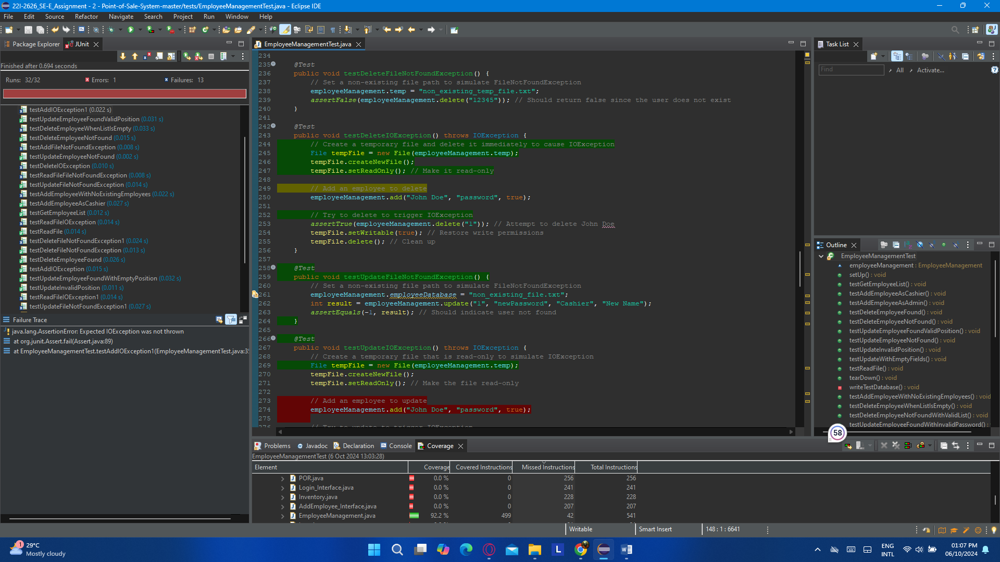 22I-2626_SE-E_Assignment - 2 - Point-of-Sale-System-master/tests/EmployeeManagementTest.java - Eclipse IDE
File Edit Source Refactor Navigate Search Project Run Window Help
Package Explorer JUnit
Finished after 0.694 seconds
Runs: 32/32 Errors: 1 Failures: 13
testAddIOException1 (0.022 s)
testUpdateEmployeeFoundValidPosition (0.031 s)
testDeleteEmployeeWhenListIsEmpty (0.033 s)
testDeleteEmployeeNotFound (0.015 s)
testAddFileNotFoundException (0.008 s)
testUpdateEmployeeNotFound (0.002 s)
testDeleteIOException (0.010 s)
testReadFileFileNotFoundException (0.008 s)
testUpdateFileNotFoundException (0.014 s)
testAddEmployeeWithNoExistingEmployees (0.022 s)
testAddEmployeeAsCashier (0.027 s)
testGetEmployeeList (0.012 s)
testReadFileIOException (0.014 s)
testReadFile (0.014 s)
testDeleteFileNotFoundException1 (0.024 s)
testDeleteFileNotFoundException (0.013 s)
testDeleteEmployeeFound (0.026 s)
testAddIOException (0.015 s)
testUpdateEmployeeFoundWithEmptyPosition (0.032 s)
testUpdateInvalidPosition (0.011 s)
testReadFileIOException1 (0.014 s)
testUpdateFileNotFoundException1 (0.027 s)
Failure Trace
java.lang.AssertionError: Expected IOException was not thrown
at org.junit.Assert.fail(Assert.java:89)
at EmployeeManagementTest.testAddIOException1(EmployeeManagementTest.java:35
EmployeeManagementTest.java
234
235 @Test
236 public void testDeleteFileNotFoundException() {
237 // Set a non-existing file path to simulate FileNotFoundException
238 employeeManagement.temp = "non_existing_temp_file.txt";
239 assertFalse(employeeManagement.delete("12345")); // Should return false since the user does not exist
240 }
241
242 @Test
243 public void testDeleteIOException() throws IOException {
244 // Create a temporary file and delete it immediately to cause IOException
245 File tempFile = new File(employeeManagement.temp);
246 tempFile.createNewFile();
247 tempFile.setReadOnly(); // Make it read-only
248
249 // Add an employee to delete
250 employeeManagement.add("John Doe", "password", true);
251
252 // Try to delete to trigger IOException
253 assertTrue(employeeManagement.delete("1")); // Attempt to delete John Doe
254 tempFile.setWritable(true); // Restore write permissions
255 tempFile.delete(); // Clean up
256 }
257
258 @Test
259 public void testUpdateFileNotFoundException() {
260 // Set a non-existing file path to simulate FileNotFoundException
261 employeeManagement.employeeDatabase = "non_existing_file.txt";
262 int result = employeeManagement.update("1", "newPassword", "Cashier", "New Name");
263 assertEquals(-1, result); // Should indicate user not found
264 }
265
266 @Test
267 public void testUpdateIOException() throws IOException {
268 // Create a temporary file that is read-only to simulate IOException
269 File tempFile = new File(employeeManagement.temp);
270 tempFile.createNewFile();
271 tempFile.setReadOnly(); // Make the file read-only
272
273 // Add an employee to update
274 employeeManagement.add("John Doe", "password", true);
275
276 // Try to update to trigger IOException
Problems Javadoc Declaration Console Coverage
EmployeeManagementTest (6 Oct 2024 13:03:28)
Element Coverage Covered Instructions Missed Instructions Total Instructions
POR.java 0.0 % 0 256 256
Login_Interface.java 0.0 % 0 241 241
Inventory.java 0.0 % 0 228 228
AddEmployee_Interface.java 0.0 % 0 207 207
EmployeeManagement.java 92.2 % 499 42 541
Task List
Find All Activate...
Outline
EmployeeManagementTest
employeeManagement : EmployeeManagement
setUp() : void
testGetEmployeeList() : void
testAddEmployeeAsCashier() : void
testAddEmployeeAsAdmin() : void
testDeleteEmployeeFound() : void
testDeleteEmployeeNotFound() : void
testUpdateEmployeeFoundValidPosition() : void
testUpdateEmployeeNotFound() : void
testUpdateInvalidPosition() : void
testUpdateWithEmptyFields() : void
testReadFile() : void
tearDown() : void
writeTestDatabase() : void
testAddEmployeeWithNoExistingEmployees() : void
testDeleteEmployeeWhenListIsEmpty() : void
testDeleteEmployeeNotFoundWithValidList() : void
testUpdateEmployeeFoundWithInvalidPassword() :
58
Writable Smart Insert 148 : 1 : 6641
1
29°C
Mostly cloudy
L
W
ENG
INTL
01:07 PM
06/10/2024